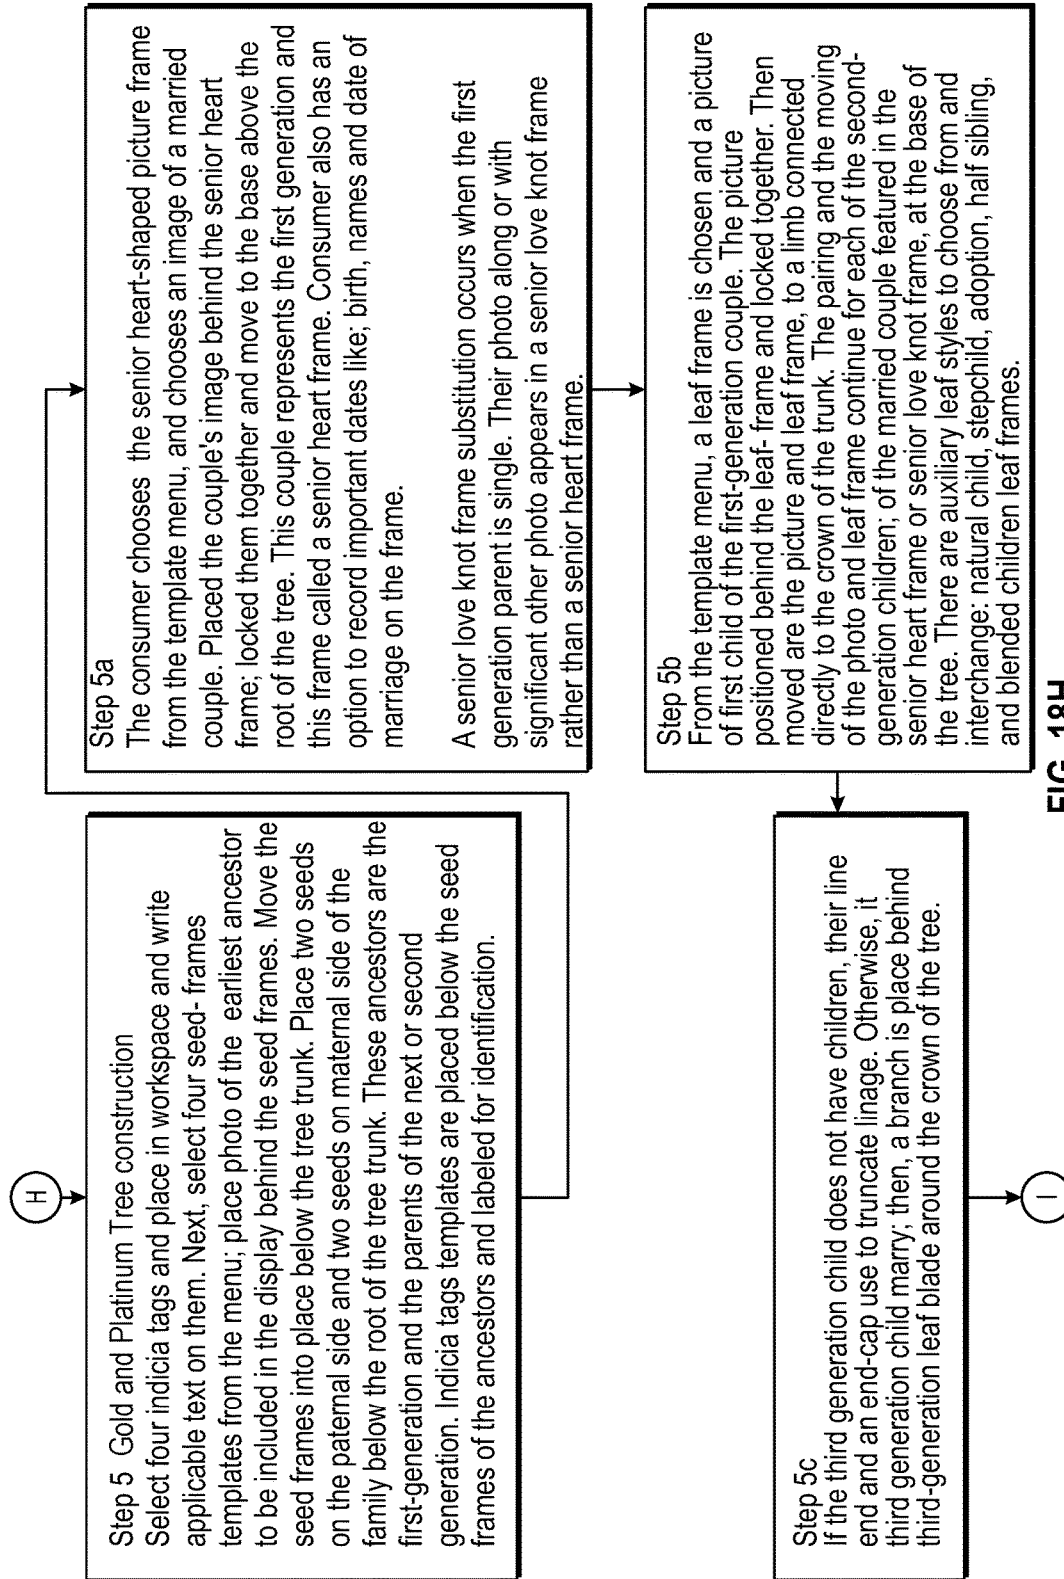 H
Step 5  Gold and Platinum Tree construction
Select four indicia tags and place in workspace and write
applicable text on them. Next, select four seed- frames
templates from the menu; place photo of the  earliest ancestor
to be included in the display behind the seed frames. Move the
seed frames into place below the tree trunk. Place two seeds
on the paternal side and two seeds on maternal side of the
family below the root of the tree trunk. These ancestors are the
first-generation and the parents of the next or second
generation. Indicia tags templates are placed below the seed
frames of the ancestors and labeled for identification.
Step 5a
The consumer chooses  the senior heart-shaped picture frame
from the template menu, and chooses an image of a married
couple. Placed the couple's image behind the senior heart
frame; locked them together and move to the base above the
root of the tree. This couple represents the first generation and
this frame called a senior heart frame. Consumer also has an
option to record important dates like; birth, names and date of
marriage on the frame.
A senior love knot frame substitution occurs when the first
generation parent is single. Their photo along or with
significant other photo appears in a senior love knot frame
rather than a senior heart frame.
Step 5b
From the template menu, a leaf frame is chosen and a picture
of first child of the first-generation couple. The picture
positioned behind the leaf- frame and locked together. Then
moved are the picture and leaf frame, to a limb connected
directly to the crown of the trunk. The pairing and the moving
of the photo and leaf frame continue for each of the second-
generation children; of the married couple featured in the
senior heart frame or senior love knot frame, at the base of
the tree. There are auxiliary leaf styles to choose from and
interchange: natural child, stepchild, adoption, half sibling,
and blended children leaf frames.
Step 5c
If the third generation child does not have children, their line
end and an end-cap use to truncate linage. Otherwise, it
third generation child marry; then, a branch is place behind
third-generation leaf blade around the crown of the tree.
I
FIG. 18H